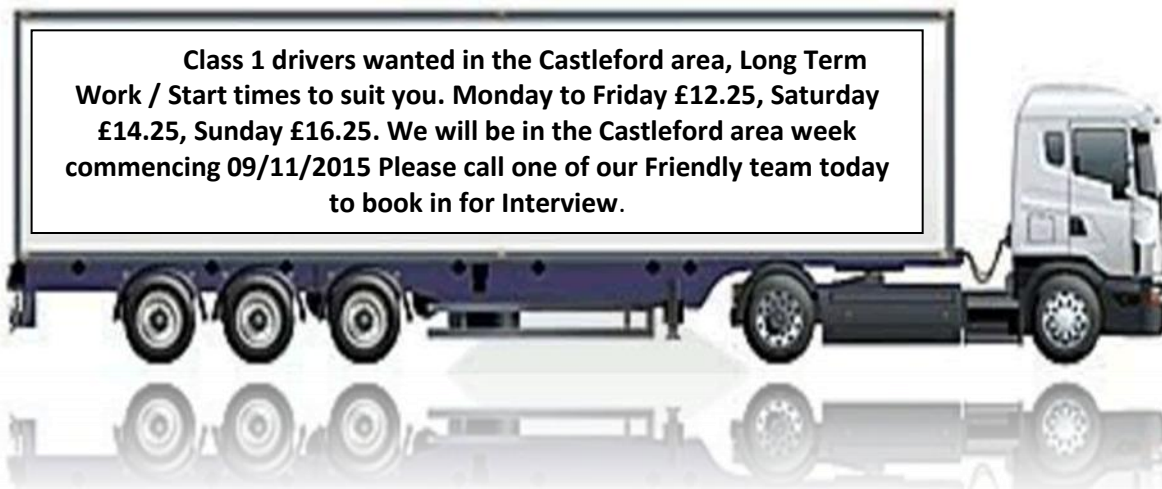 Class 1 drivers wanted in the Castleford area, Long Term
Work / Start times to suit you. Monday to Friday £12.25, Saturday
£14.25, Sunday £16.25. We will be in the Castleford area week
commencing 09/11/2015 Please call one of our Friendly team today
to book in for Interview.